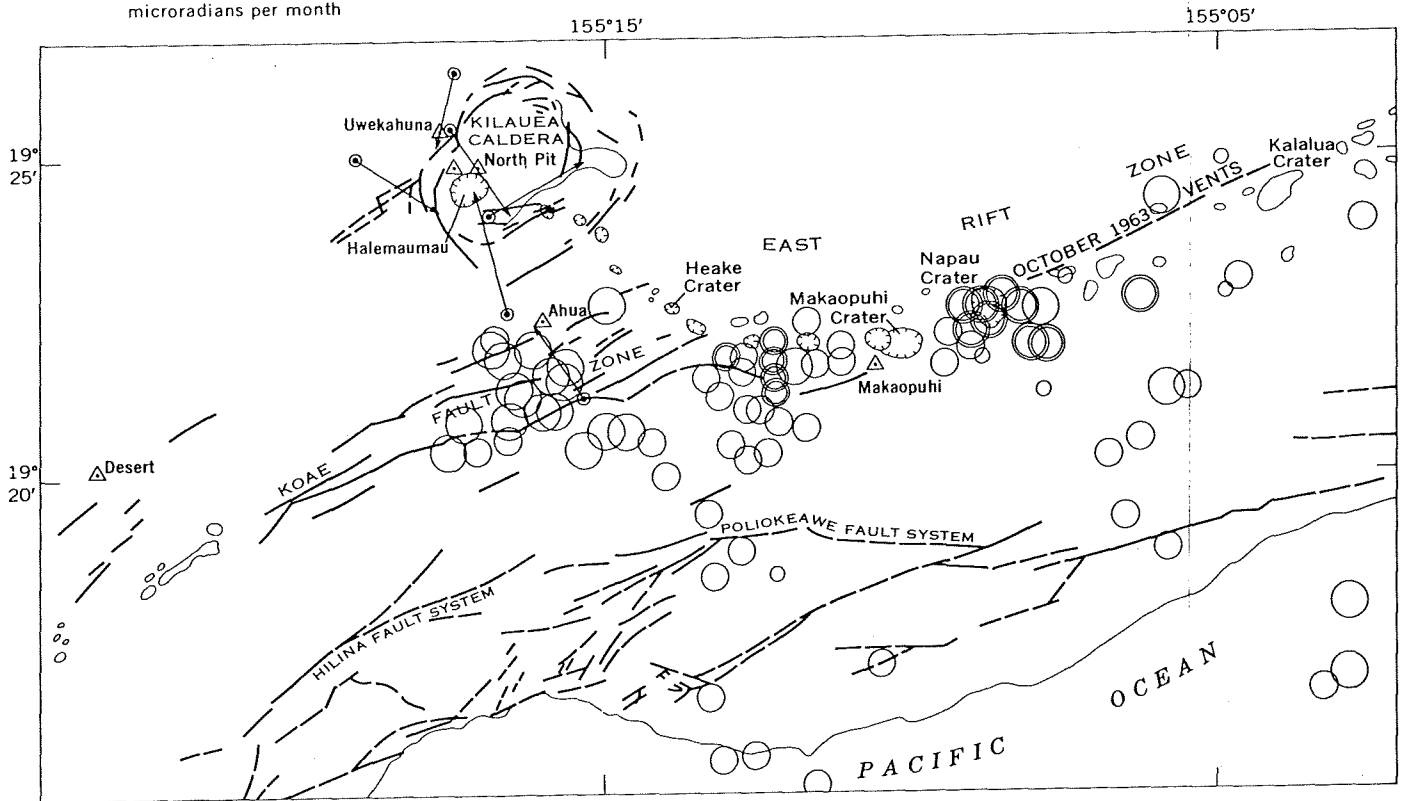 microradians per month
155°15′
155°05′
Uwekahuna
KILAUEA
CALDERA
North Pit
19°
25′
Halemaumau
Kalalua
Crater
ZONE
VENTS
OCTOBER 1963
RIFT
EAST
Napau
Crater
Heake
Crater
Makaopuhi
Crater
Ahua
ZONE
FAULT
KOAE
Makaopuhi
Desert
19°
20′
POLIOKEAWE FAULT SYSTEM
HILINA FAULT SYSTEM
PACIFIC
OCEAN